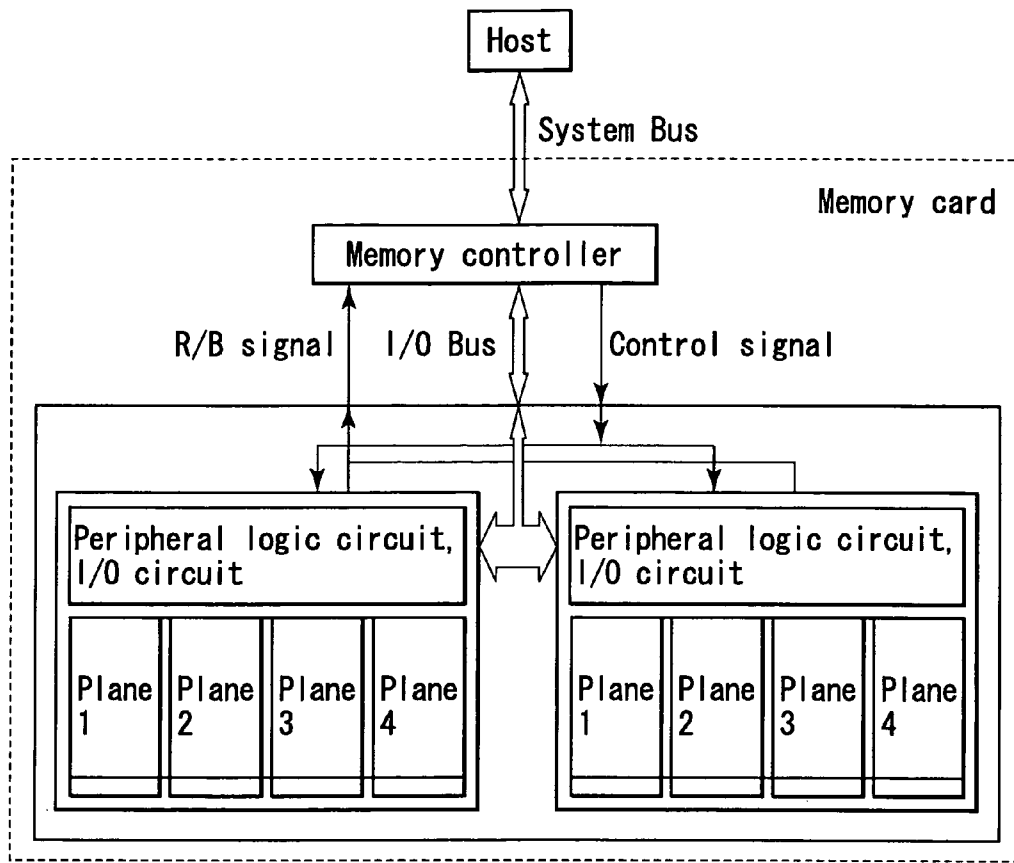 Host
System Bus
Memory card
Memory controller
R/B signal
I/O Bus
Control signal
Peripheral logic circuit,
I/O circuit
Peripheral logic circuit,
I/O circuit
Plane
1
Plane
2
Plane
3
Plane
4
Plane
1
Plane
2
Plane
3
Plane
4